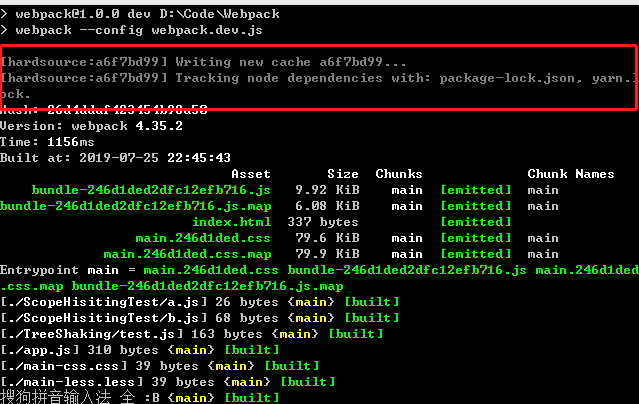 > webpack@1.0.0 dev D:\Code\Webpack
> webpack --config webpack.dev.js
[hardsource:a6f7bd99] Writing new cache a6f7bd99...
[hardsource:a6f7bd99] Tracking node dependencies with: package-lock.json, yarn.l
ock.
Version: webpack 4.35.2
Time: 1156ms
Built at: 2019-07-25 22:45:43
Asset Size Chunks Chunk Names
bundle-246d1ded2dfc12efb716.js 9.92 KiB main [emitted] main
bundle-246d1ded2dfc12efb716.js.map 6.08 KiB main [emitted] main
index.html 337 bytes [emitted]
main.246d1ded.css 79.6 KiB main [emitted] main
main.246d1ded.css.map 79.9 KiB main [emitted] main
Entrypoint main = main.246d1ded.css bundle-246d1ded2dfc12efb716.js main.246d1ded
.css.map bundle-246d1ded2dfc12efb716.js.map
[./ScopeHisitingTest/a.js] 26 bytes {main} [built]
[./ScopeHisitingTest/b.js] 68 bytes {main} [built]
[./TreeShaking/test.js] 163 bytes {main} [built]
[./app.js] 310 bytes {main} [built]
[./main-css.css] 39 bytes {main} [built]
[./main-less.less] 39 bytes {main} [built]
搜狗拼音输入法 全 :B {main} [built]